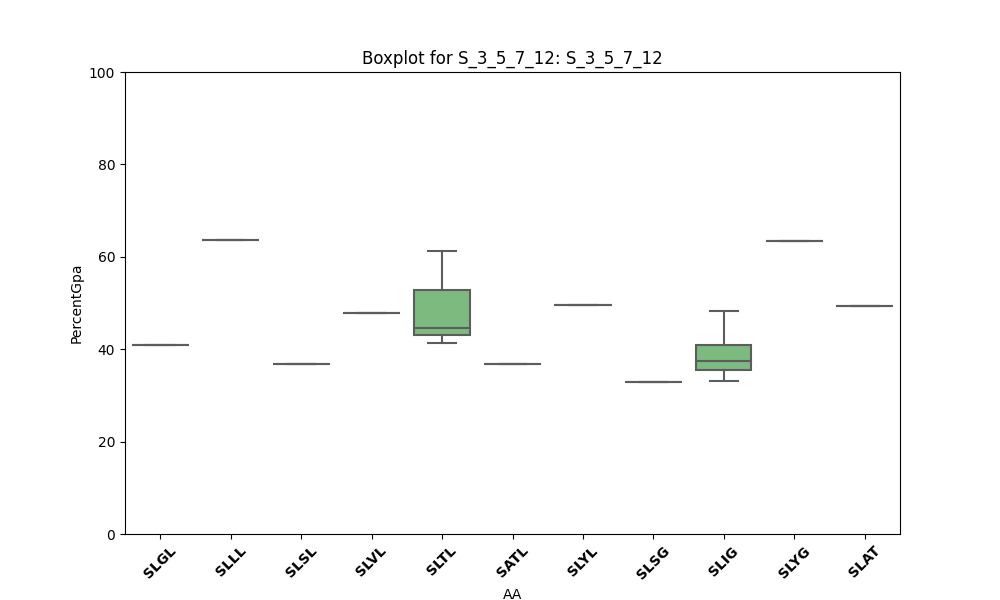 Boxplot for S_3_5_7_12: S_3_5_7_12
100
80
60
40
20
0
PercentGpa
SLGL SLLL SLSL SLVL SLTL SATL SLYL SLSG SLIG SLYG SLAT
AA